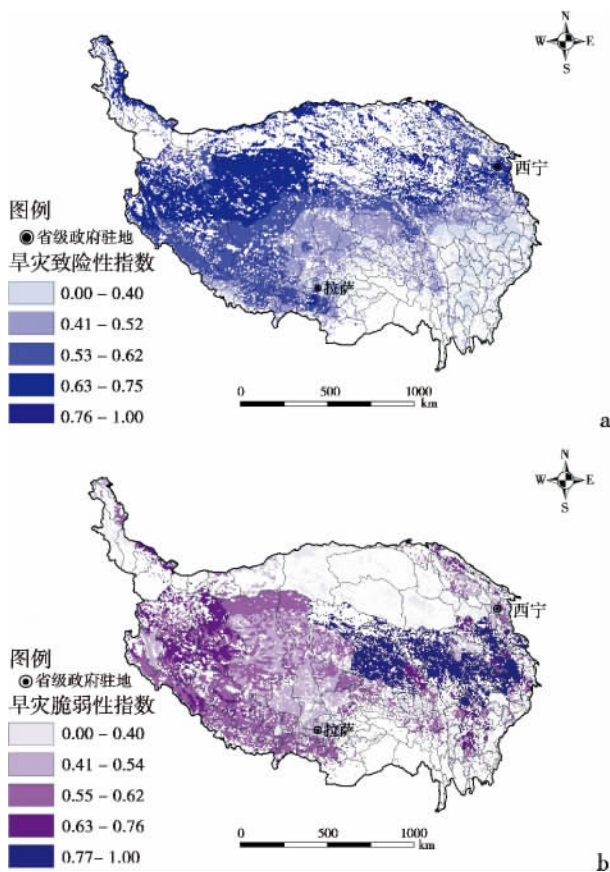 N
W E
S
西宁
图例
省级政府驻地
旱灾致险性指数
0.00 – 0.40
拉萨
0.41 – 0.52
0.53 – 0.62
0.63 – 0.75
0 500 1000
km
0.76 – 1.00
a
N
W E
S
西宁
图例
省级政府驻地
旱灾脆弱性指数
拉萨
0.00 – 0.40
0.41 – 0.54
0.55 – 0.62
0.63 – 0.76
0 500 1000
km
0.77– 1.00
b